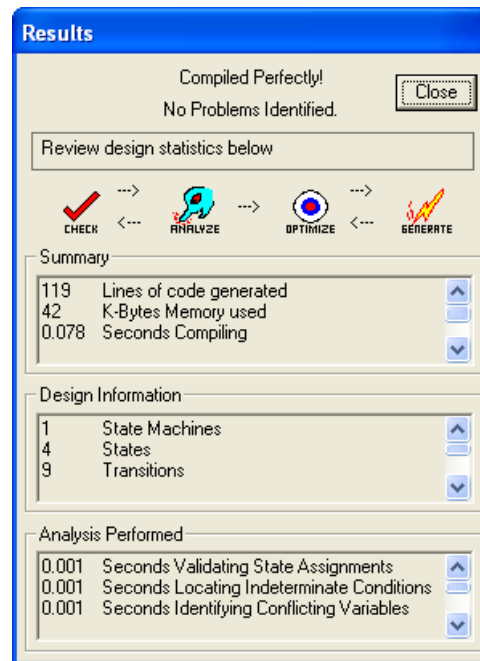 Results
Compiled Perfectly!
No Problems Identified.
Close
Review design statistics below
---> ---> --->
CHECK <--- ANALYZE OPTIMIZE <--- GENERATE
Summary
119 Lines of code generated
42 K-Bytes Memory used
0.078 Seconds Compiling
Design Information
1 State Machines
4 States
9 Transitions
Analysis Performed
0.001 Seconds Validating State Assignments
0.001 Seconds Locating Indeterminate Conditions
0.001 Seconds Identifying Conflicting Variables